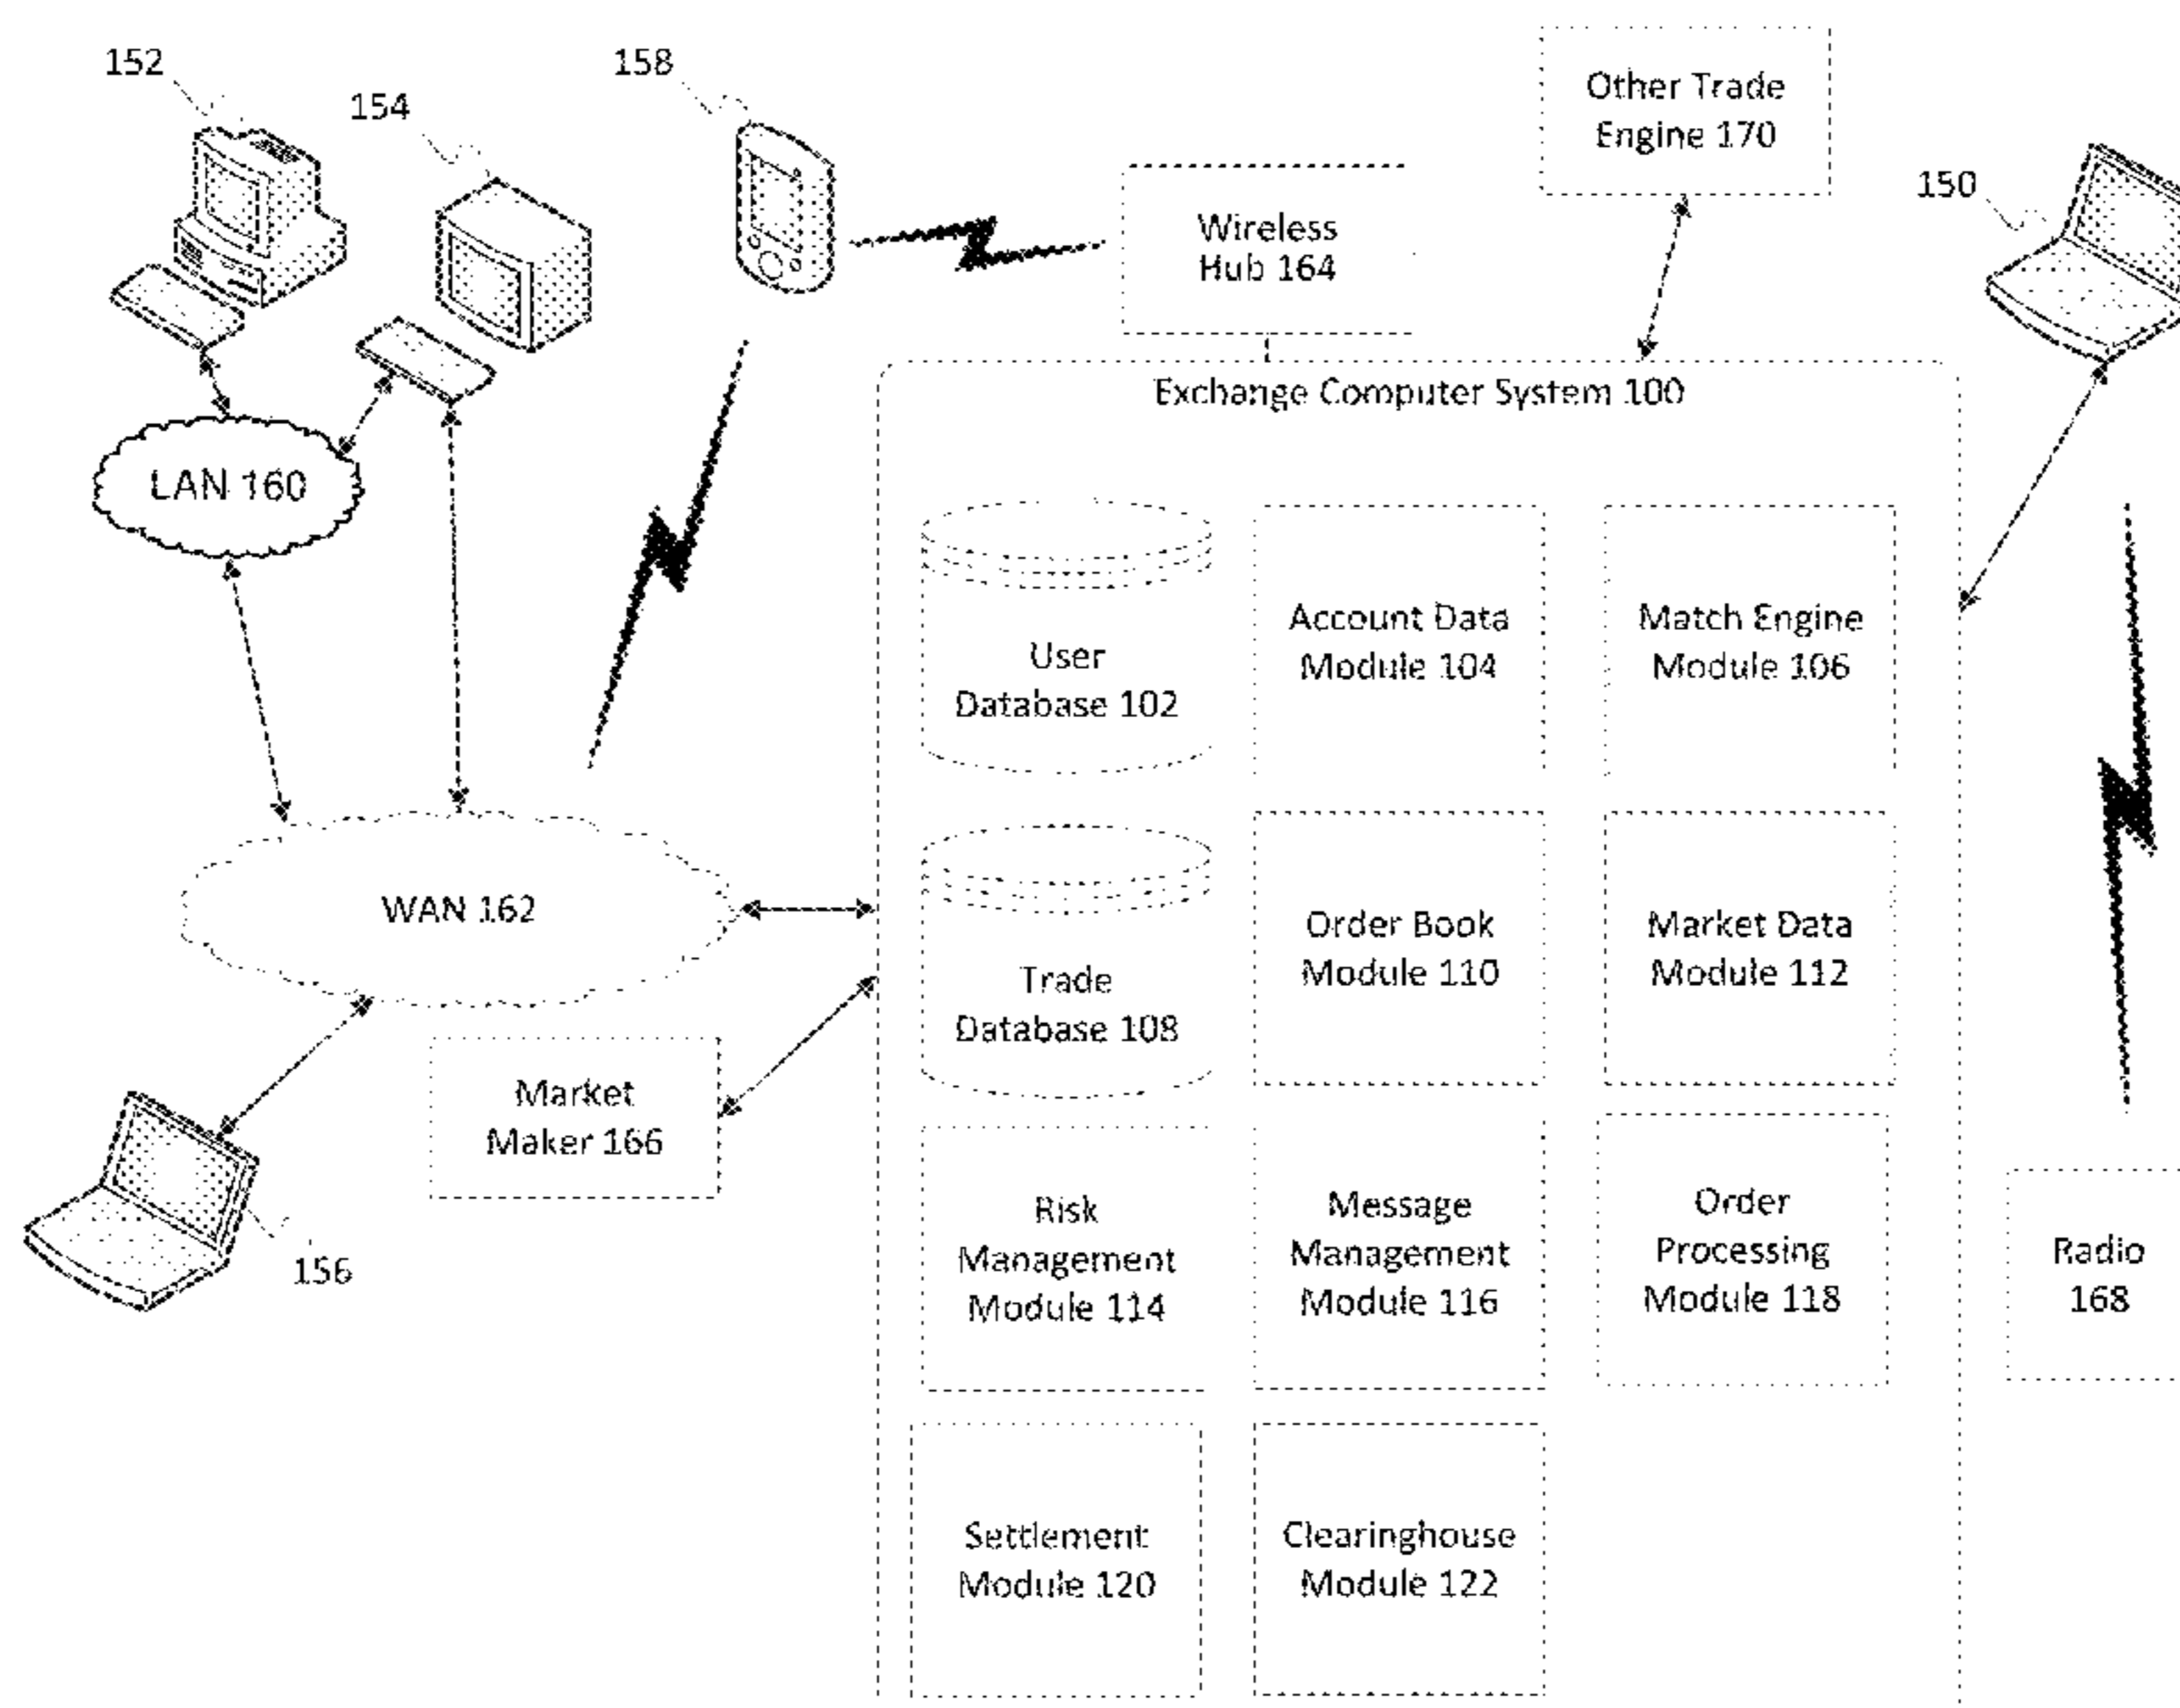 152
154
158
Other Trade
Engine 170
150
Wireless
Hub 164
Exchange Computer System 100
LAN 160
User
Database 102
Account Data
Module 104
Match Engine
Module 106
WAN 162
Trade
Database 108
Order Book
Module 110
Market Data
Module 112
Market
Maker 166
156
Risk
Management
Module 114
Message
Management
Module 116
Order
Processing
Module 118
Radio
168
Settlement
Module 120
Clearinghouse
Module 122